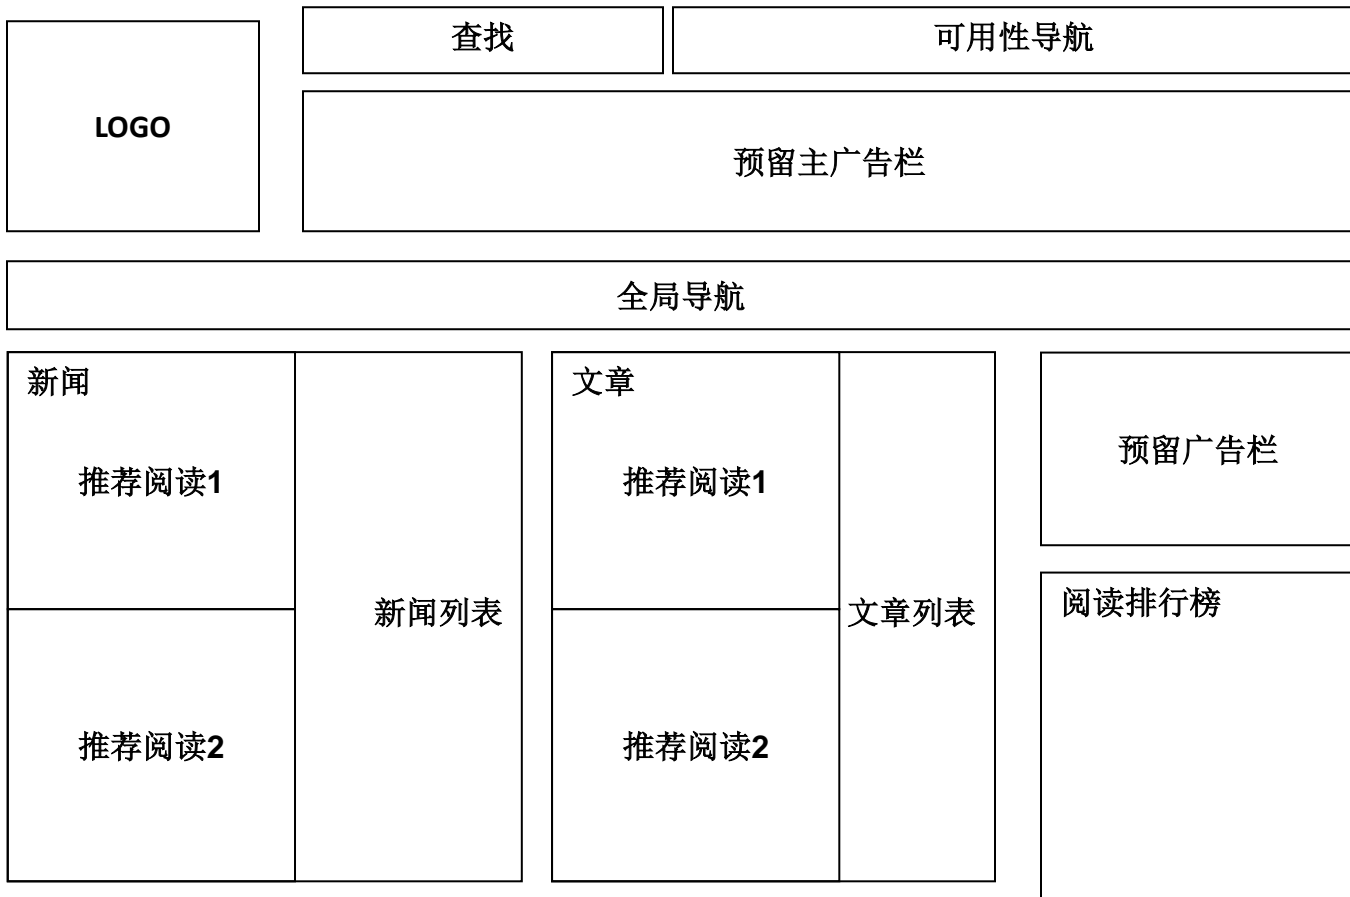 LOGO
查找
可用性导航
预留主广告栏
全局导航
新闻
推荐阅读1
推荐阅读2
新闻列表
文章
推荐阅读1
推荐阅读2
文章列表
预留广告栏
阅读排行榜